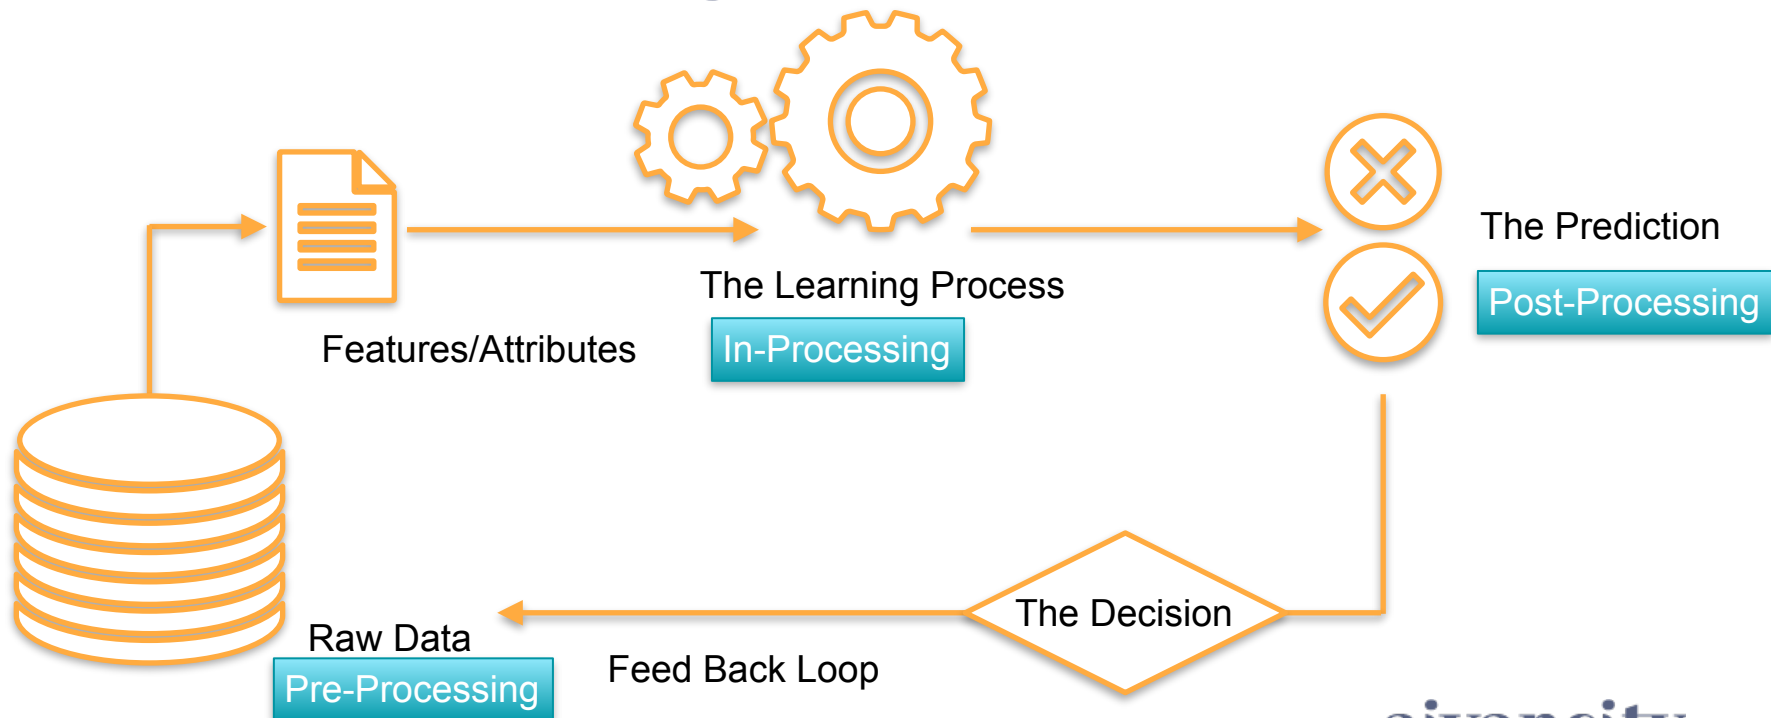 The Prediction
Post-Processing
The Learning Process
In-Processing
Features/Attributes
The Decision
Raw Data
Pre-Processing
Feed Back Loop